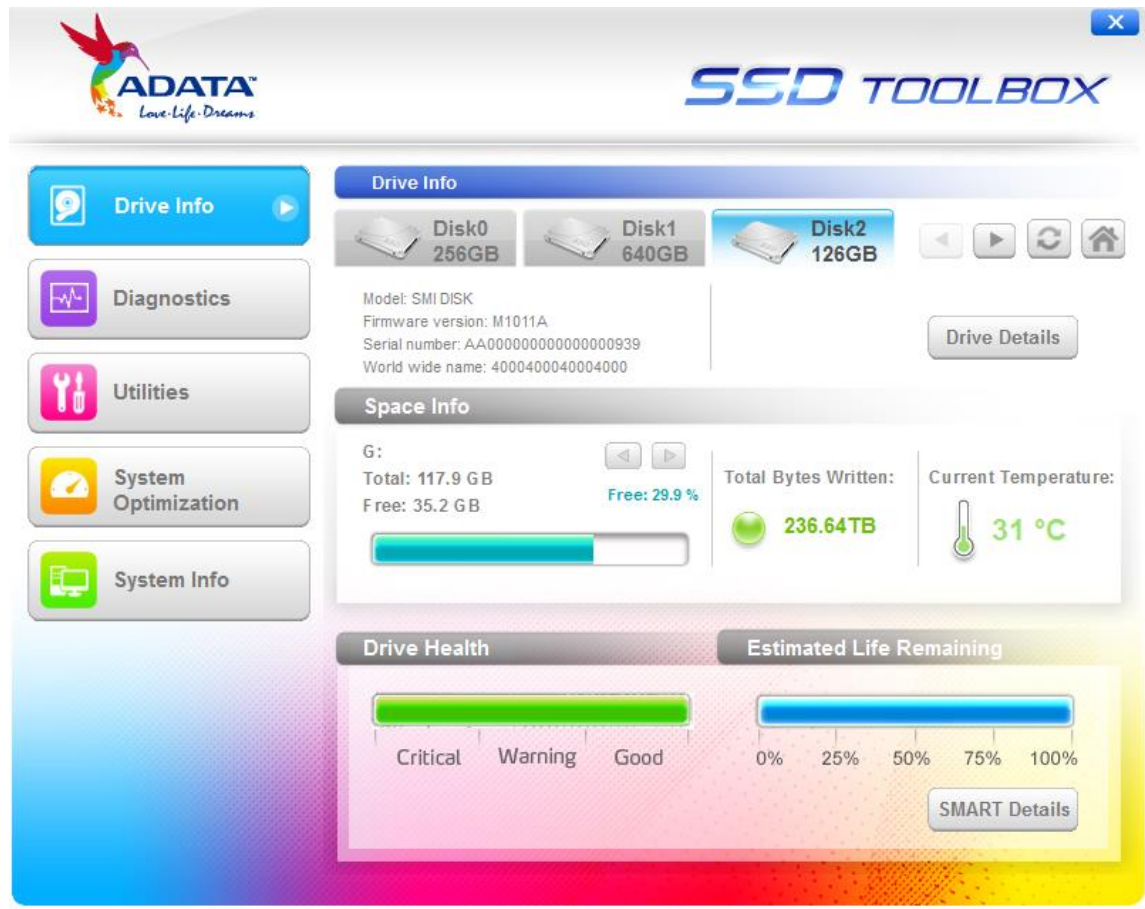 X
ADATA™
Love·Life·Dreams
SSD TOOLBOX
Drive Info
Diagnostics
Utilities
System
Optimization
System Info
Drive Info
Disk0
256GB
Disk1
640GB
Disk2
126GB
Model: SMI DISK
Firmware version: M1011A
Serial number: AA000000000000000939
World wide name: 4000400040004000
Drive Details
Space Info
G:
Total: 117.9 GB
Free: 35.2 GB
Free: 29.9 %
Total Bytes Written:
236.64TB
Current Temperature:
31 °C
Drive Health
Critical Warning Good
Estimated Life Remaining
0% 25% 50% 75% 100%
SMART Details